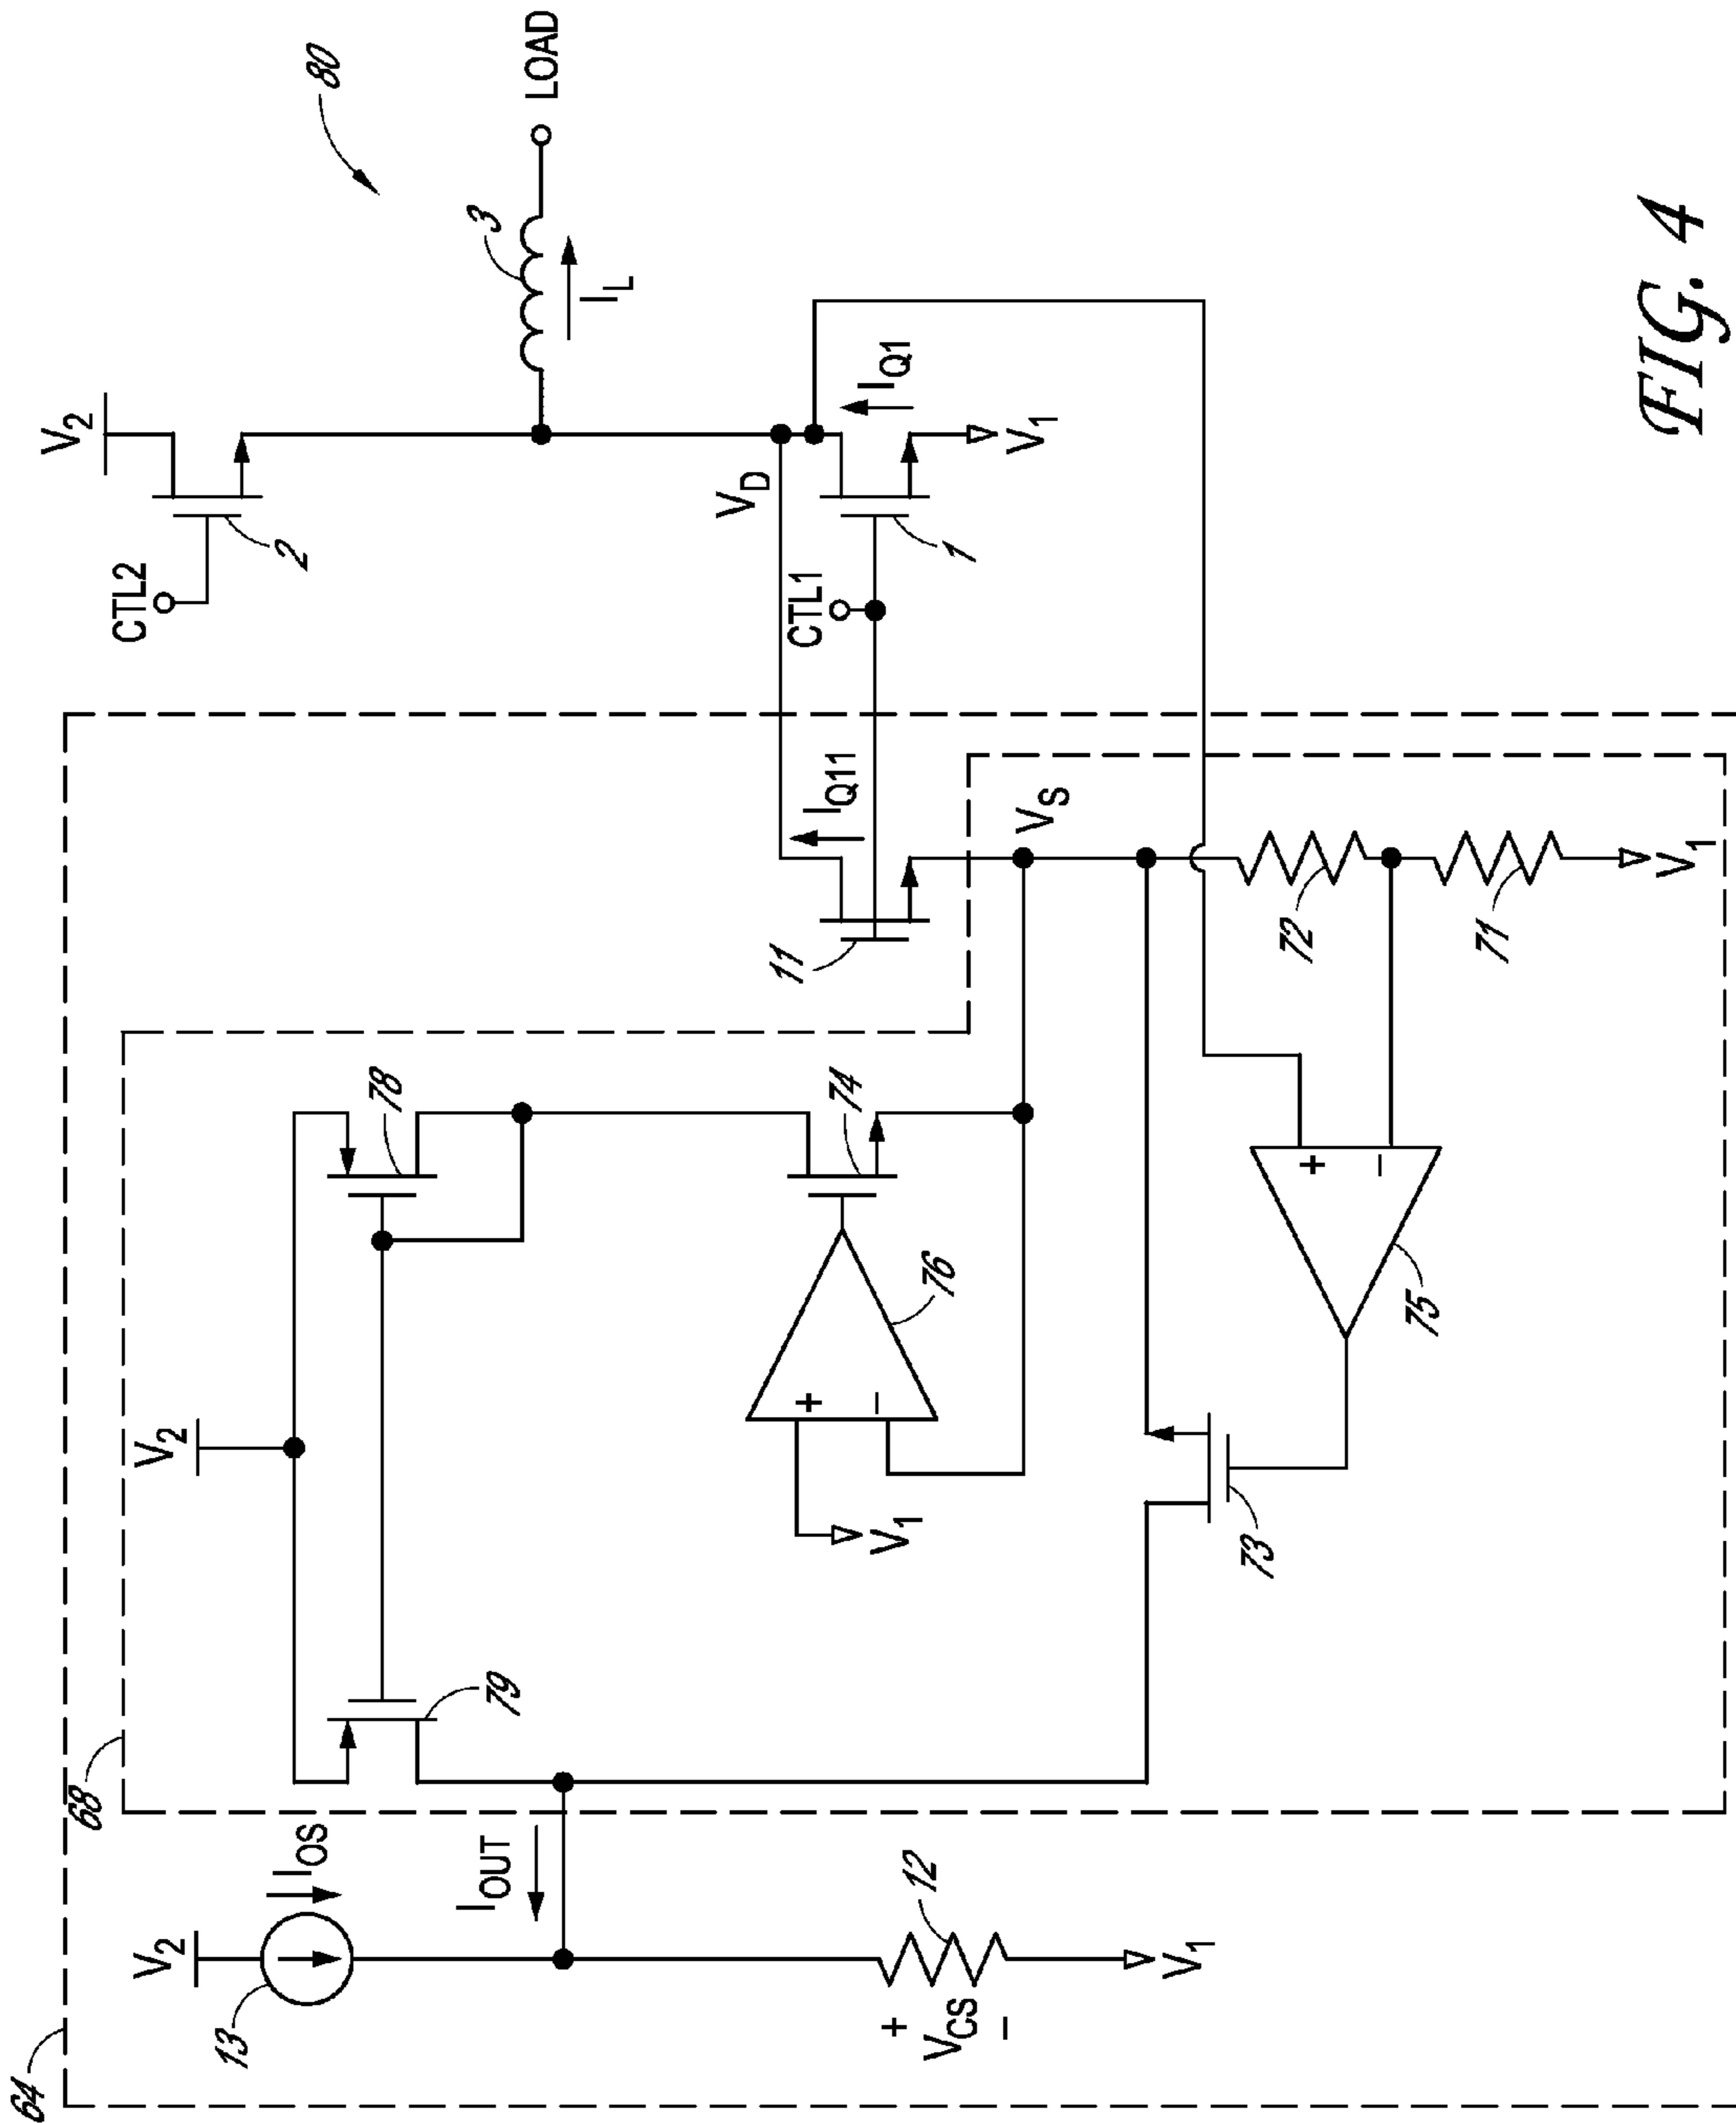 64
68
V2
13
IOS
IOUT
+
VCS
−
12
V1
V2
79
78
74
76
+
−
V1
73
75
+
−
VS
72
71
V1
11
IQ11
CTL1
VD
1
IQ1
V1
CTL2
V2
2
3
IL
LOAD
80
FIG. 4